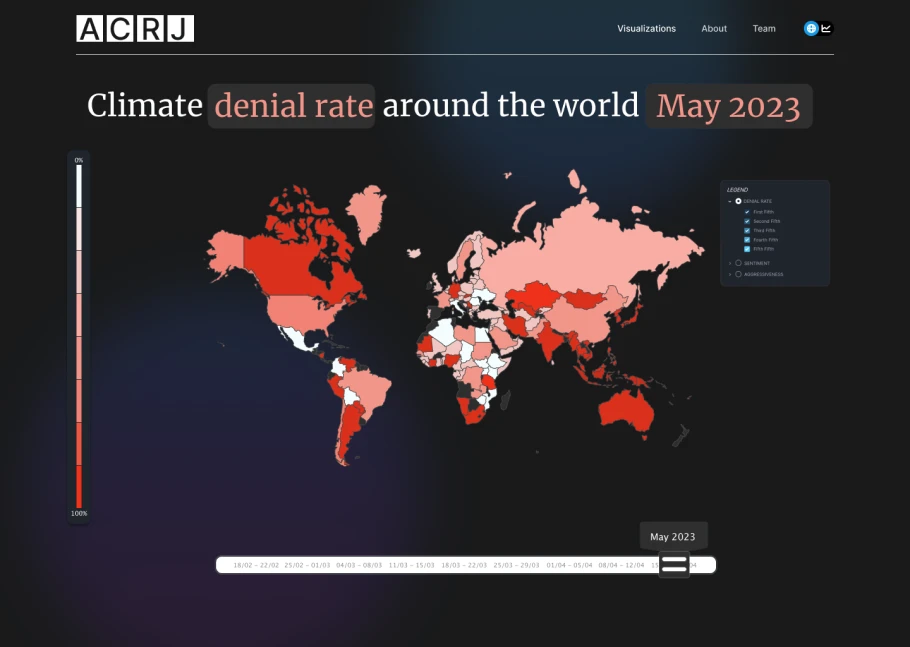 ACRJ
Visualizations About Team
Climate denial rate around the world May 2023
0%
LEGEND
DENIAL RATE
First Fifth
Second Fifth
Third Fifth
Fourth Fifth
Fifth Fifth
SENTIMENT
AGGRESSIVENESS
100%
May 2023
18/02 - 22/02 25/02 - 01/03 04/03 - 08/03 11/03 - 15/03 18/03 - 22/03 25/03 - 29/03 01/04 - 05/04 08/04 - 12/04 15 04